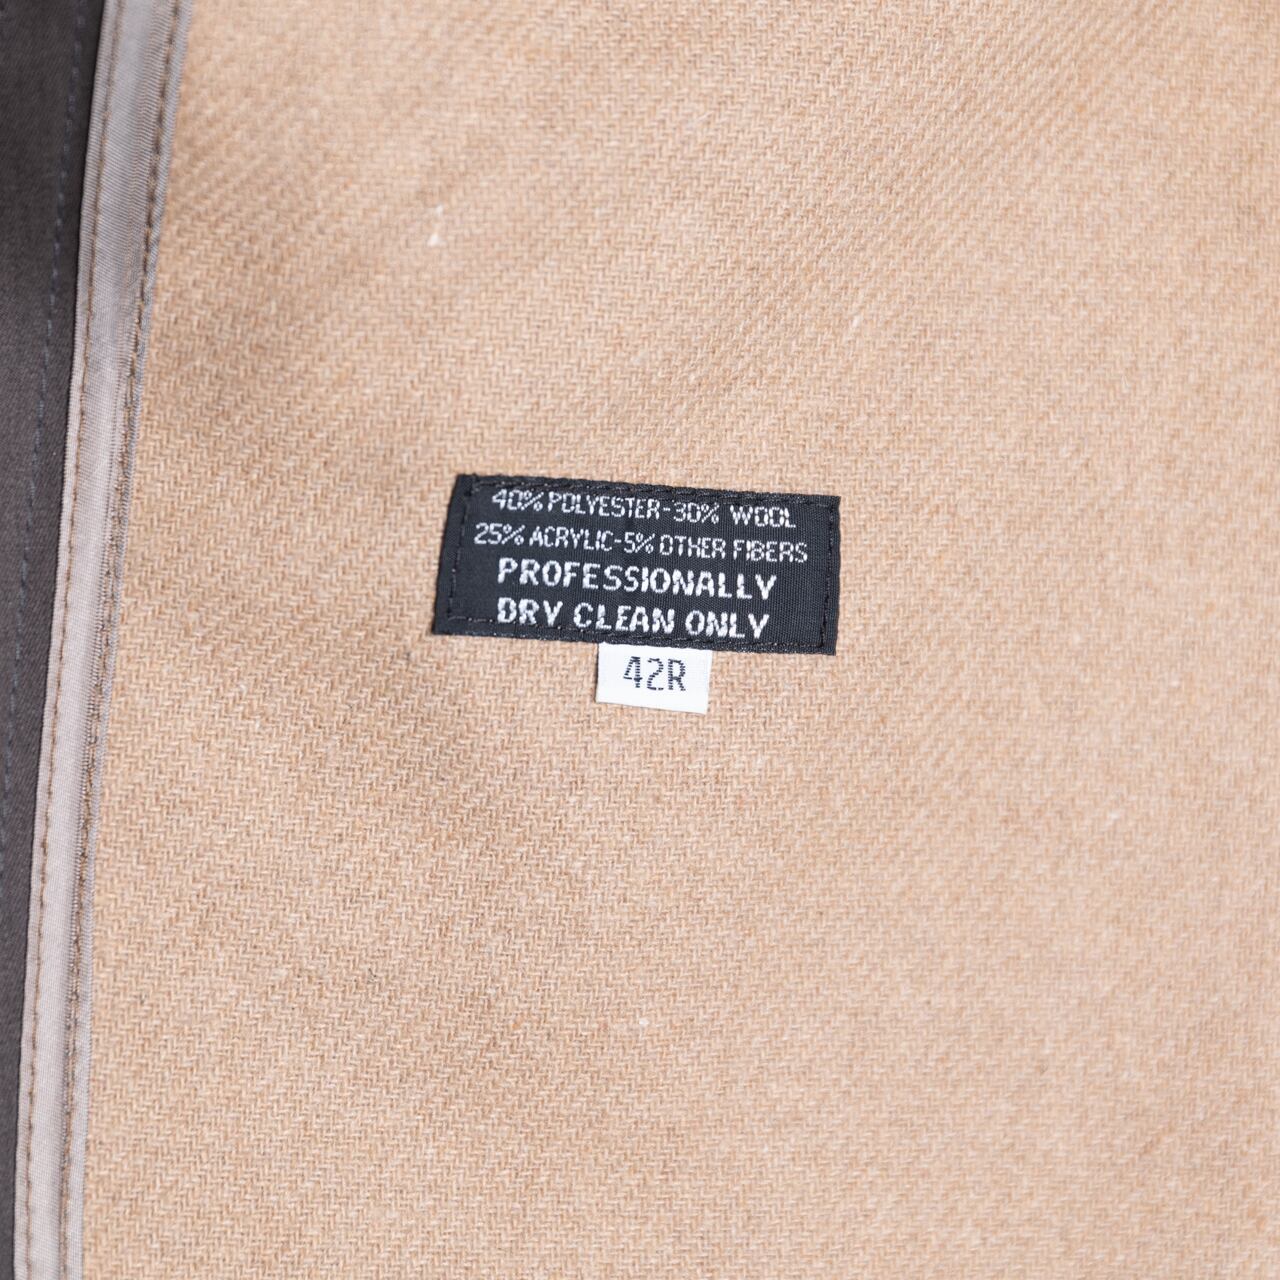 40% POLYESTER-30% WOOL
25% ACRYLIC-5% OTHER FIBERS
PROFESSIONALLY
DRY CLEAN ONLY
42R